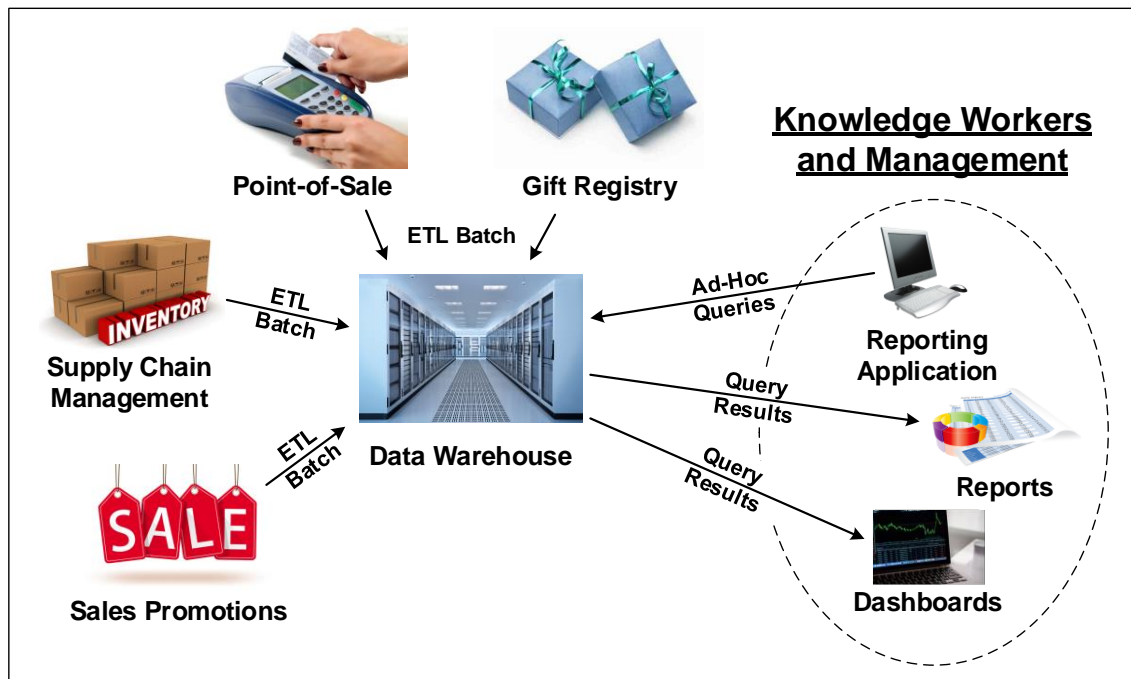 Point-of-Sale
Gift Registry
Knowledge Workers
and Management
ETL Batch
INVENTORY
ETL
Batch
Supply Chain
Management
Ad-Hoc
Queries
Reporting
Application
Data Warehouse
Query
Results
Reports
ETL
Batch
SALE
Sales Promotions
Query
Results
Dashboards